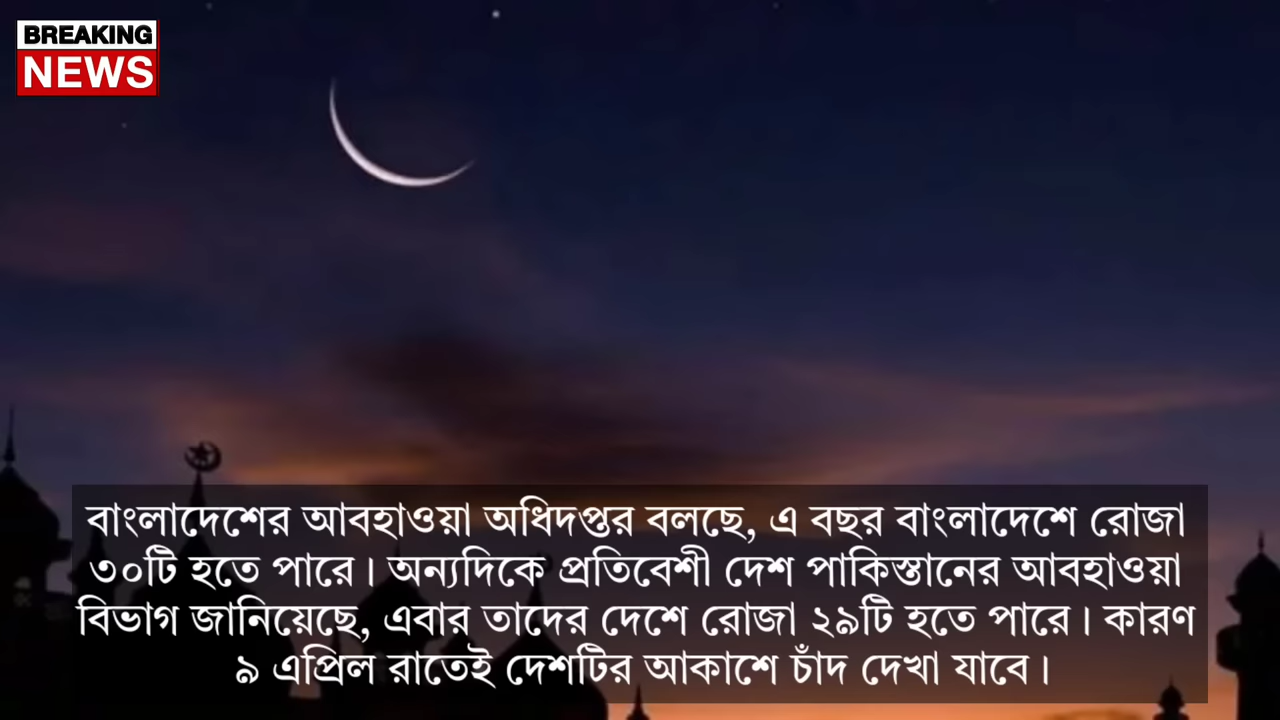 BREAKING
NEWS
বাংলাদেশের আবহাওয়া অধিদপ্তর বলছে, এ বছর বাংলাদেশে রোজা
৩০টি হতে পারে। অন্যদিকে প্রতিবেশী দেশ পাকিস্তানের আবহাওয়া
বিভাগ জানিয়েছে, এবার তাদের দেশে রোজা ২৯টি হতে পারে। কারণ
৯ এপ্রিল রাতেই দেশটির আকাশে চাঁদ দেখা যাবে।